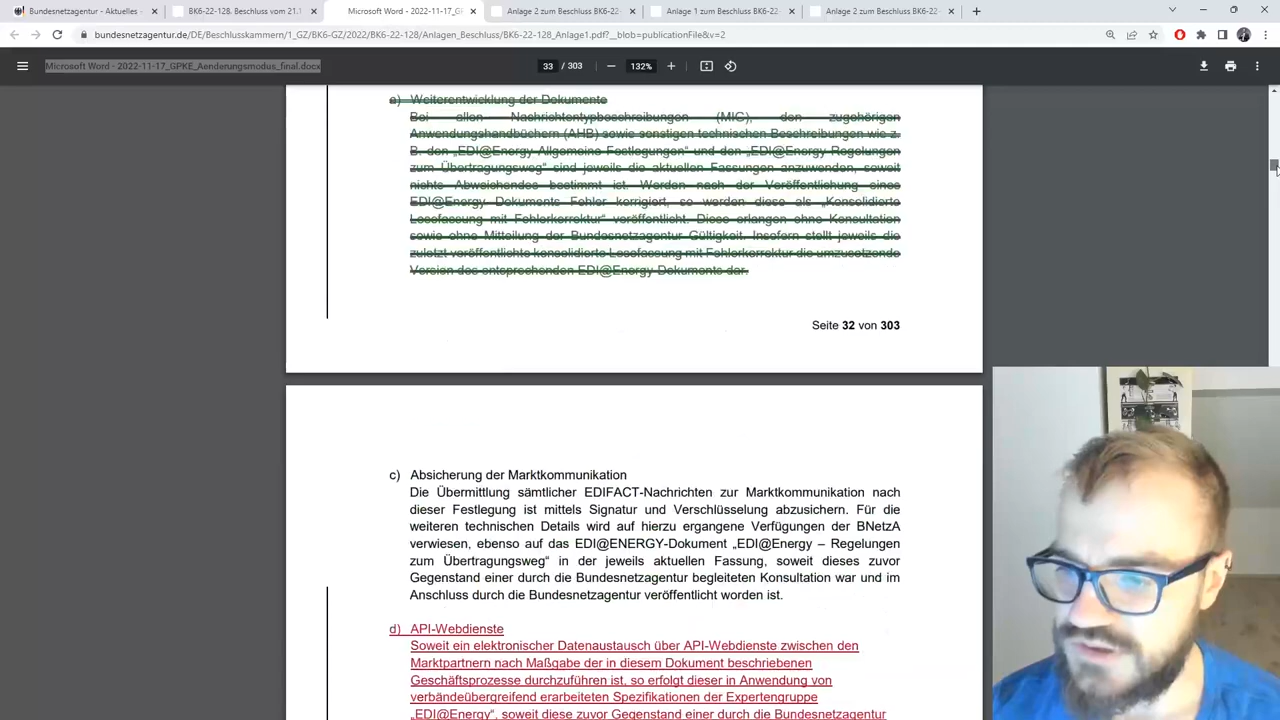 Bundesnetzagentur - Aktuelles -
BK6-22-128. Beschluss vom 21.1
Microsoft Word - 2022-11-17_GP
Anlage 2 zum Beschluss BK6-22-
Anlage 1 zum Beschluss BK6-22-
Anlage 2 zum Beschluss BK6-22-
bundesnetzagentur.de/DE/Beschlusskammern/1_GZ/BK6-GZ/2022/BK6-22-128/Anlagen_Beschluss/BK6-22-128_Anlage1.pdf?__blob=publicationFile&v=2
Microsoft Word - 2022-11-17_GPKE_Aenderungsmodus_final.docx
33 / 303
132%
a) Weiterentwicklung der Dokumente
Bei allen Nachrichtentypbeschreibungen (MIG), den zugehörigen
Anwendungshandbüchern (AHB) sowie sonstigen technischen Beschreibungen wie z.
B. den „EDI@Energy Allgemeine Festlegungen“ und den „EDI@Energy Regelungen
zum Übertragungsweg“ sind jeweils die aktuellen Fassungen anzuwenden, soweit
nichts Abweichendes bestimmt ist. Werden nach der Veröffentlichung eines
EDI@Energy Dokuments Fehler korrigiert, so werden diese als „Konsolidierte
Lesefassung mit Fehlerkorrektur“ veröffentlicht. Diese erlangen ohne Konsultation
sowie ohne Mitteilung der Bundesnetzagentur Gültigkeit. Insofern stellt jeweils die
zuletzt veröffentlichte konsolidierte Lesefassung mit Fehlerkorrektur die umzusetzende
Version des entsprechenden EDI@Energy Dokuments dar.
Seite 32 von 303
c) Absicherung der Marktkommunikation
Die Übermittlung sämtlicher EDIFACT-Nachrichten zur Marktkommunikation nach
dieser Festlegung ist mittels Signatur und Verschlüsselung abzusichern. Für die
weiteren technischen Details wird auf hierzu ergangene Verfügungen der BNetzA
verwiesen, ebenso auf das EDI@ENERGY-Dokument „EDI@Energy – Regelungen
zum Übertragungsweg“ in der jeweils aktuellen Fassung, soweit dieses zuvor
Gegenstand einer durch die Bundesnetzagentur begleiteten Konsultation war und im
Anschluss durch die Bundesnetzagentur veröffentlicht worden ist.
d) API-Webdienste
Soweit ein elektronischer Datenaustausch über API-Webdienste zwischen den
Marktpartnern nach Maßgabe der in diesem Dokument beschriebenen
Geschäftsprozesse durchzuführen ist, so erfolgt dieser in Anwendung von
verbändeübergreifend erarbeiteten Spezifikationen der Expertengruppe
„EDI@Energy“, soweit diese zuvor Gegenstand einer durch die Bundesnetzagentur